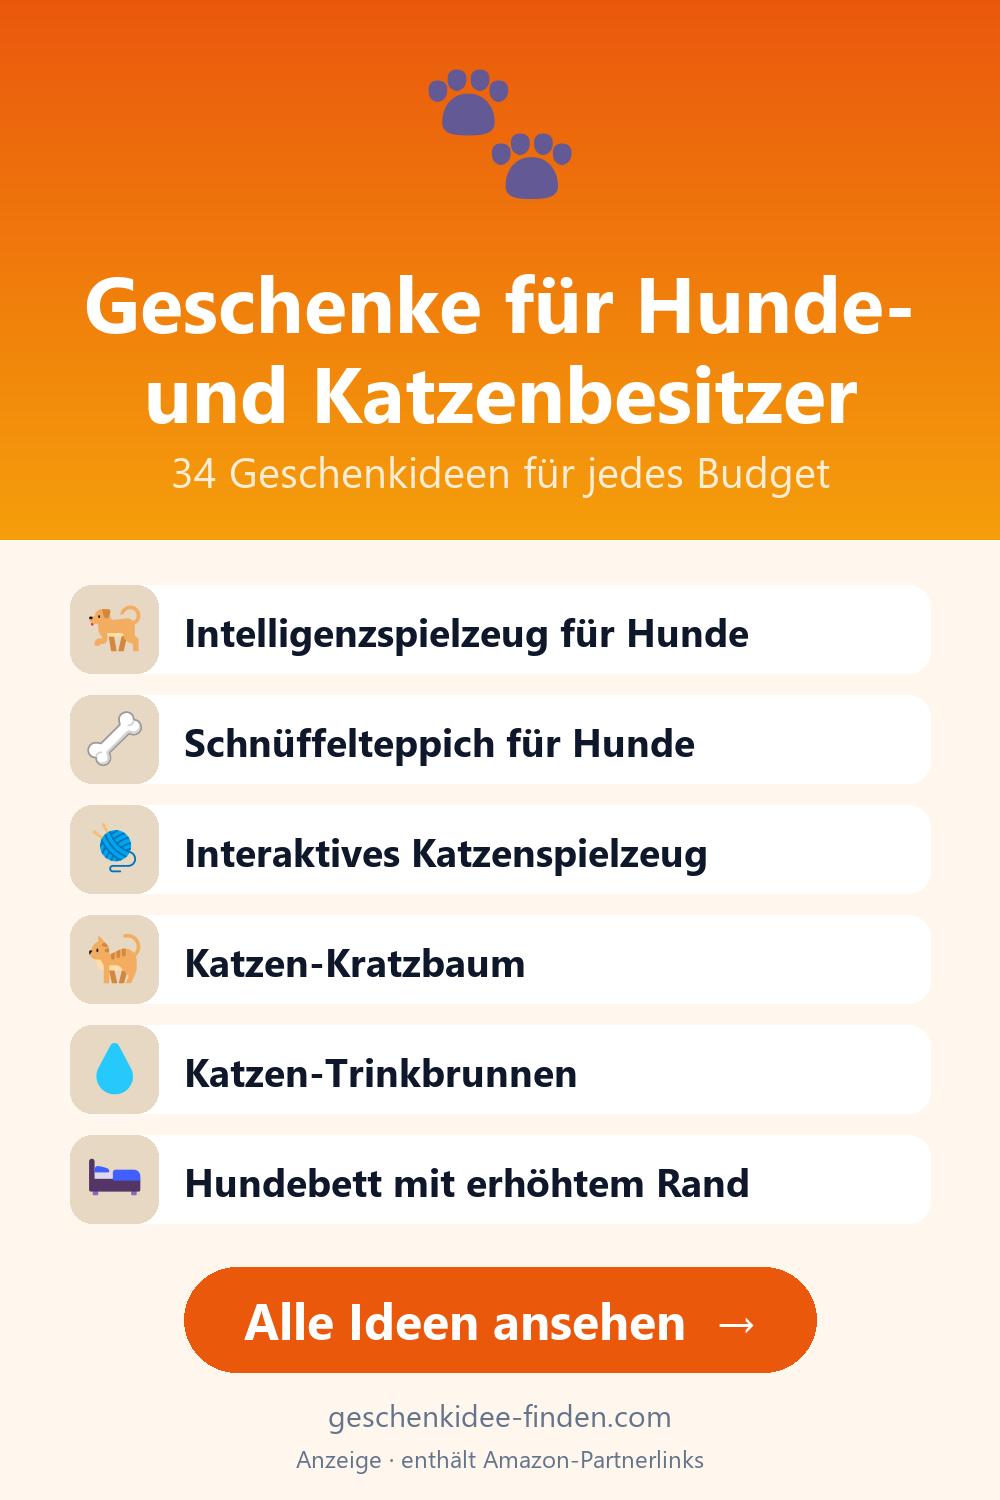 Geschenke für Hunde-
und Katzenbesitzer
34 Geschenkideen für jedes Budget
Intelligenzspielzeug für Hunde
Schnüffelteppich für Hunde
Interaktives Katzenspielzeug
Katzen-Kratzbaum
Katzen-Trinkbrunnen
Hundebett mit erhöhtem Rand
Alle Ideen ansehen →
geschenkidee-finden.com
Anzeige · enthält Amazon-Partnerlinks